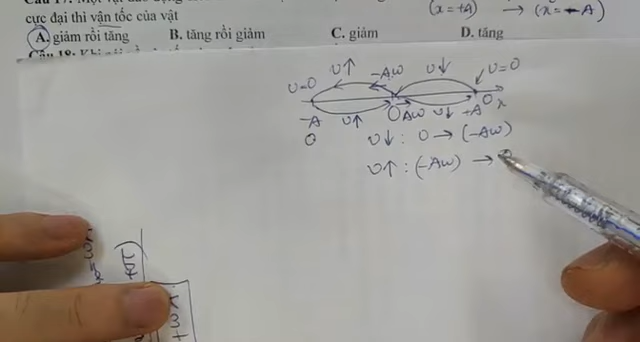 (x = +A) → (x = -A)
cực đại thì vận tốc của vật
A. giảm rồi tăng B. tăng rồi giảm C. giảm D. tăng
v↑ -Aω v↓ v=0
v=0
-A v↑ O Aω v↓ +A O x
O v↓ : 0 → (-Aω)
v↑ : (-Aω) →